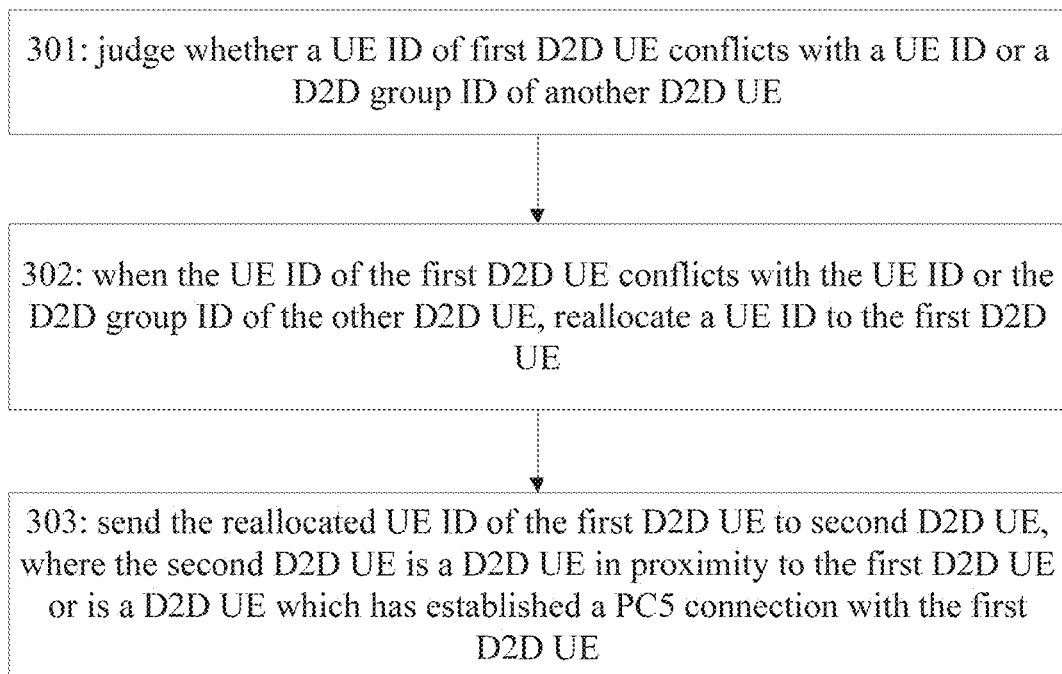 301: judge whether a UE ID of first D2D UE conflicts with a UE ID or a
D2D group ID of another D2D UE
302: when the UE ID of the first D2D UE conflicts with the UE ID or the
D2D group ID of the other D2D UE, reallocate a UE ID to the first D2D
UE
303: send the reallocated UE ID of the first D2D UE to second D2D UE,
where the second D2D UE is a D2D UE in proximity to the first D2D UE
or is a D2D UE which has established a PC5 connection with the first
D2D UE